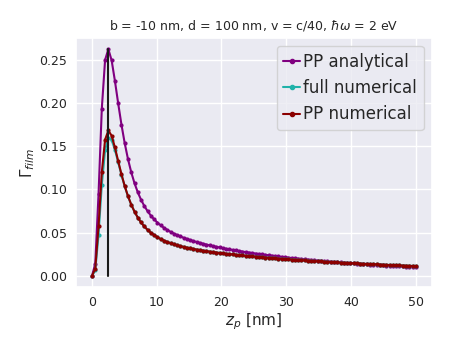 b = -10 nm, d = 100 nm, v = c/40, ℏω = 2 eV
PP analytical
full numerical
PP numerical
Γfilm
0.25
0.20
0.15
0.10
0.05
0.00
0 10 20 30 40 50
zp [nm]